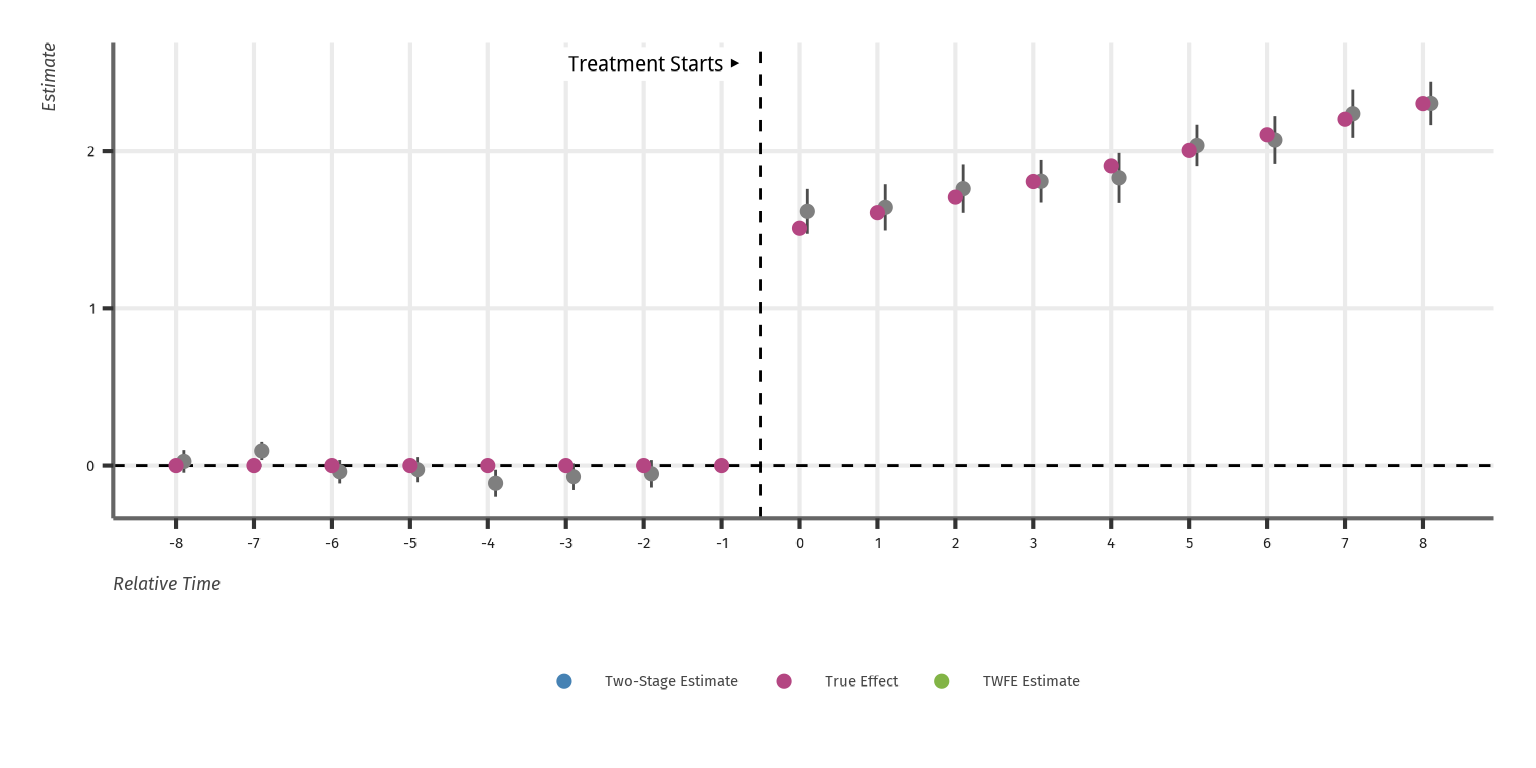 Estimate
Treatment Starts ▸
2
1
0
-8 -7 -6 -5 -4 -3 -2 -1 0 1 2 3 4 5 6 7 8
Relative Time
Two-Stage Estimate True Effect TWFE Estimate